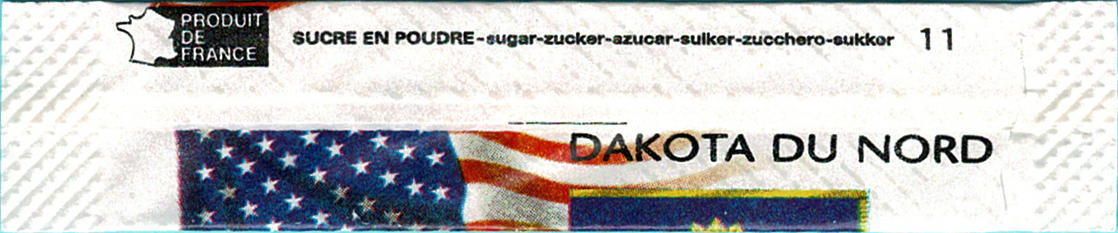 PRODUIT
DE
FRANCE
SUCRE EN POUDRE-sugar-zucker-azucar-suiker-zucchero-sukker 11
DAKOTA DU NORD